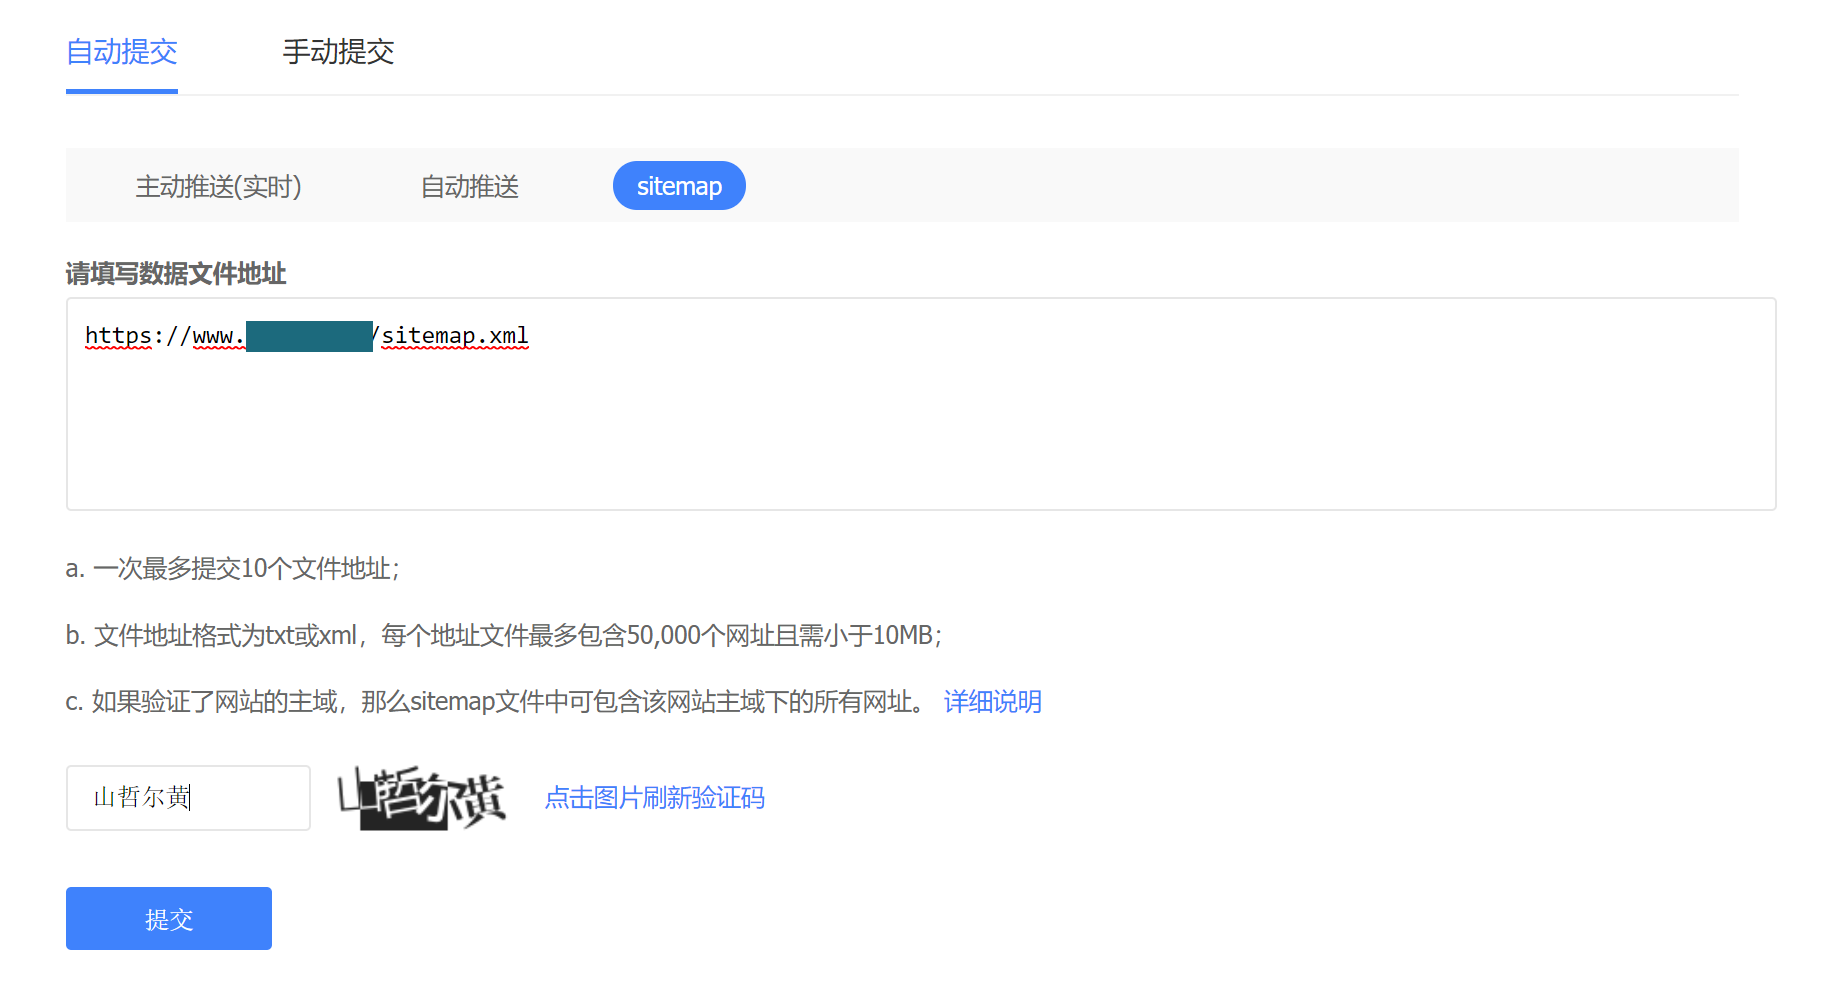 自动提交 手动提交
主动推送(实时) 自动推送 sitemap
请填写数据文件地址
https://www. /sitemap.xml
a. 一次最多提交10个文件地址;
b. 文件地址格式为txt或xml，每个地址文件最多包含50,000个网址且需小于10MB;
c. 如果验证了网站的主域，那么sitemap文件中可包含该网站主域下的所有网址。 详细说明
山哲尔黄 山哲尔黄 点击图片刷新验证码
提交